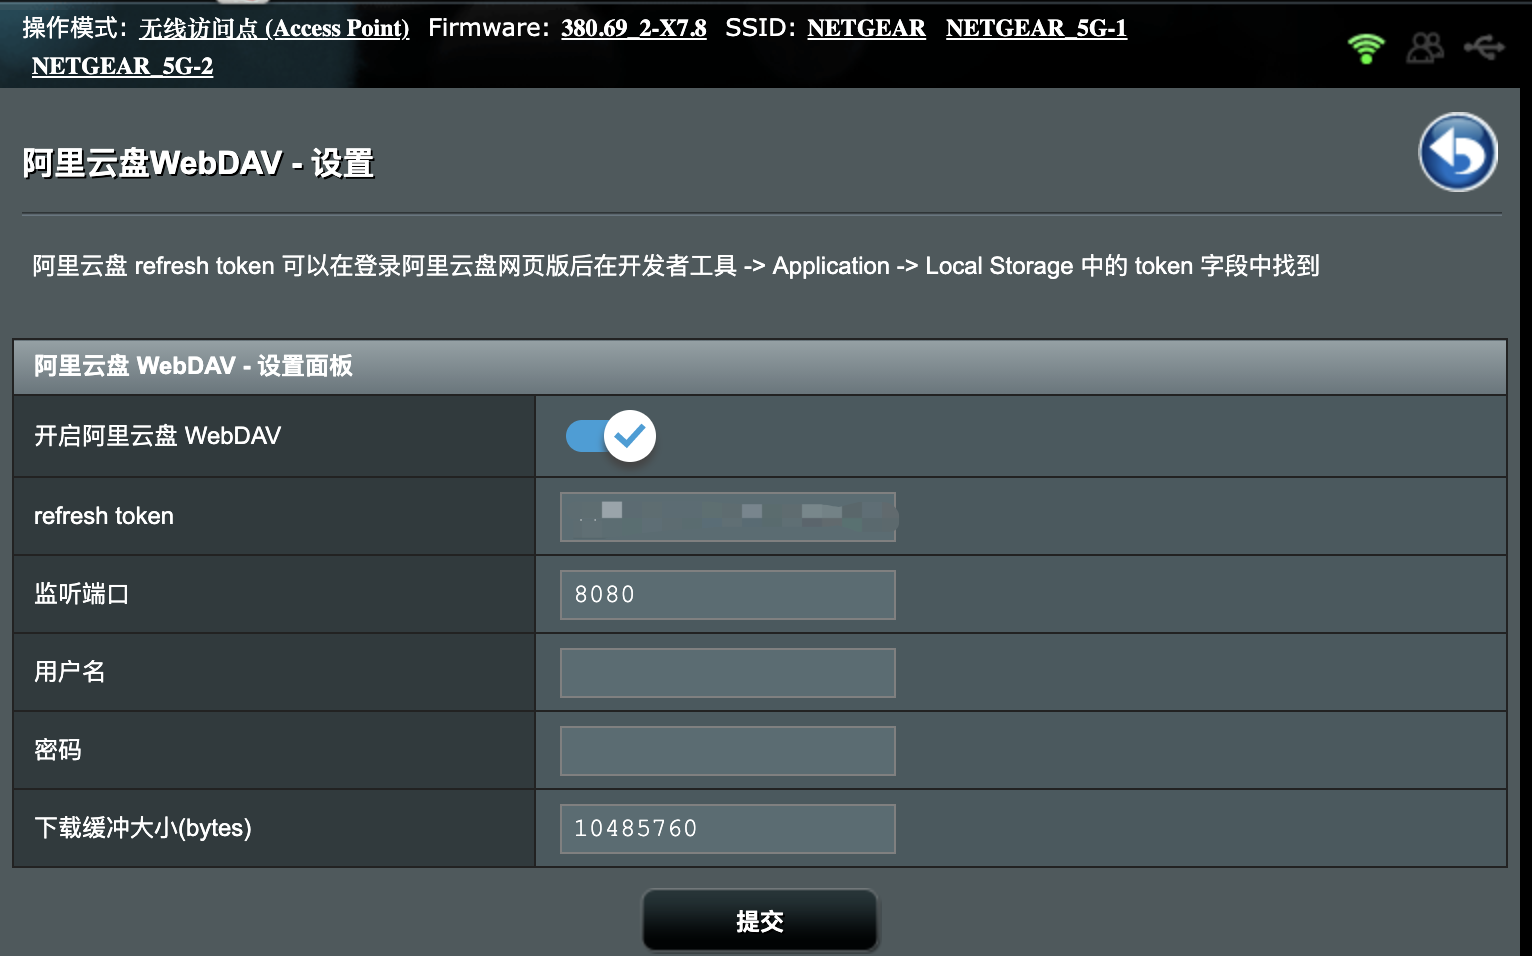 操作模式: 无线访问点 (Access Point) Firmware: 380.69_2-X7.8 SSID: NETGEAR NETGEAR_5G-1
NETGEAR_5G-2
阿里云盘WebDAV - 设置
阿里云盘 refresh token 可以在登录阿里云盘网页版后在开发者工具 -> Application -> Local Storage 中的 token 字段中找到
阿里云盘 WebDAV - 设置面板
开启阿里云盘 WebDAV
refresh token
监听端口 8080
用户名
密码
下载缓冲大小(bytes) 10485760
提交